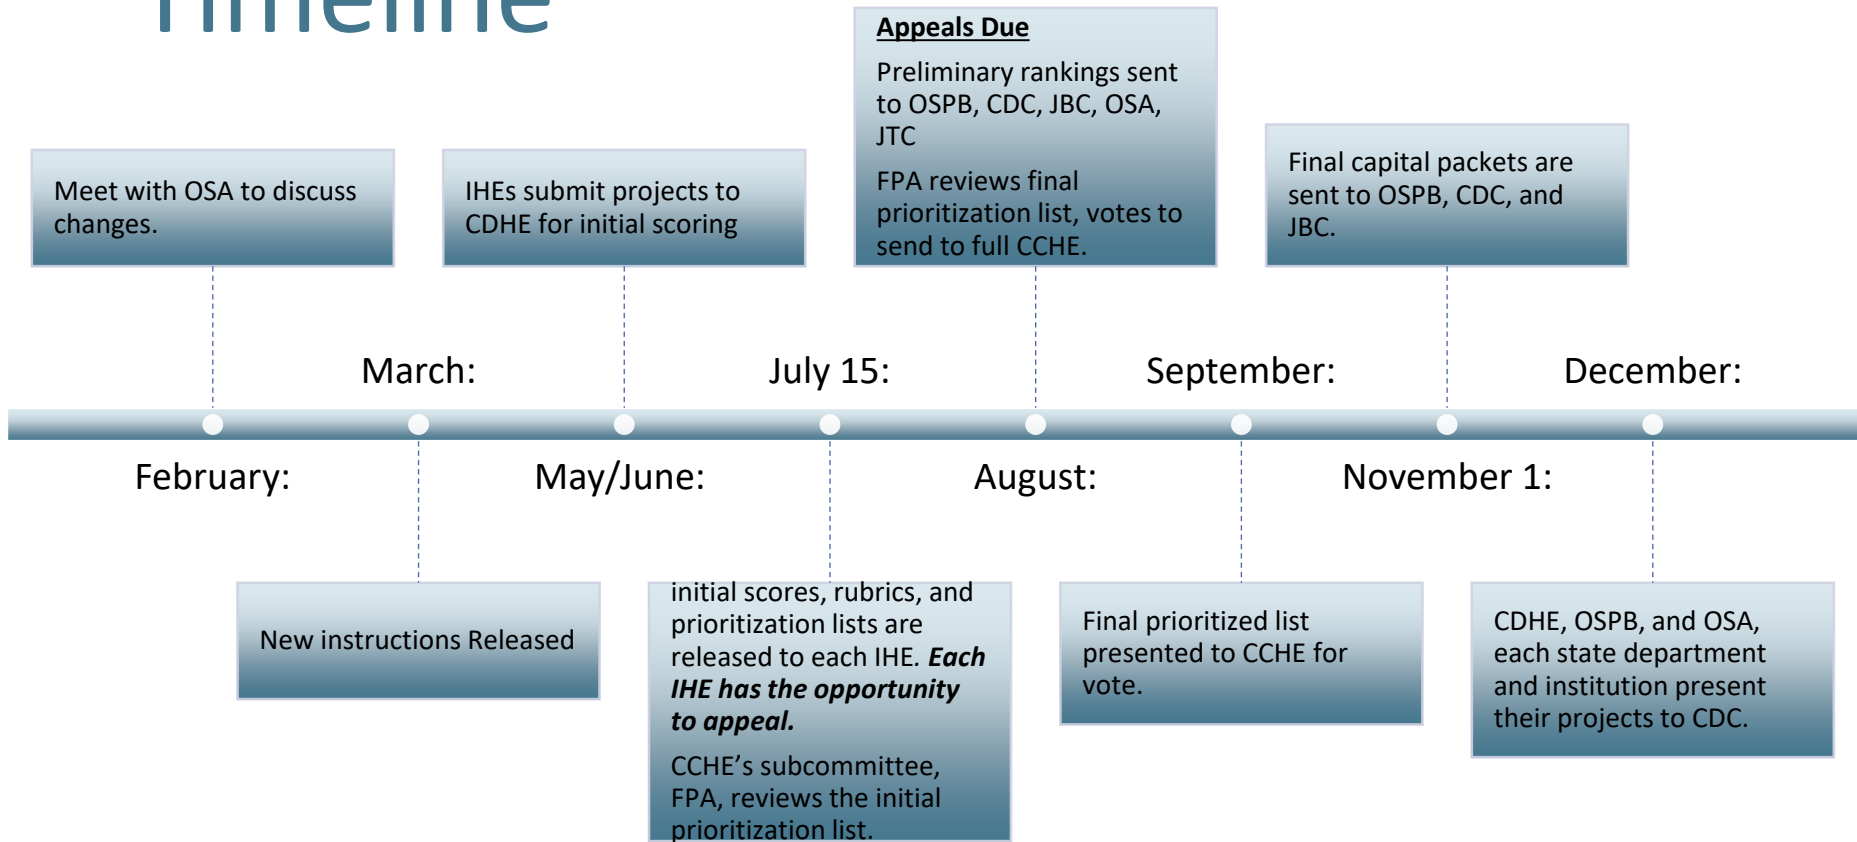 Timeline
Appeals Due
Preliminary rankings sent
to OSPB, CDC, JBC, OSA,
JTC
FPA reviews final
prioritization list, votes to
send to full CCHE.
Meet with OSA to discuss
changes.
IHEs submit projects to
CDHE for initial scoring
Final capital packets are
sent to OSPB, CDC, and
JBC.
March:
July 15:
September:
December:
February:
May/June:
August:
November 1:
New instructions Released
initial scores, rubrics, and
prioritization lists are
released to each IHE. Each
IHE has the opportunity
to appeal.
CCHE’s subcommittee,
FPA, reviews the initial
prioritization list.
Final prioritized list
presented to CCHE for
vote.
CDHE, OSPB, and OSA,
each state department
and institution present
their projects to CDC.